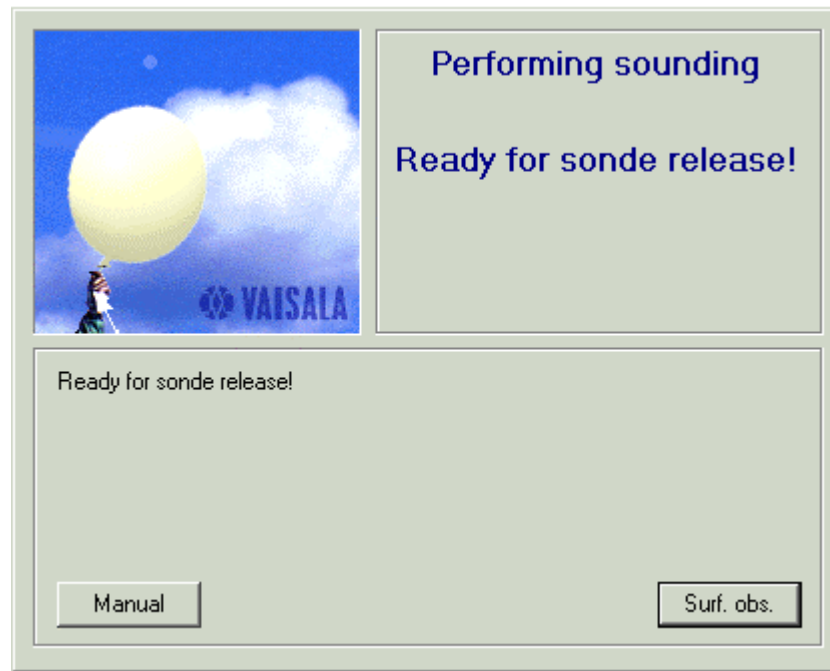 Performing sounding
Ready for sonde release!
VAISALA
Ready for sonde release!
Manual
Surf. obs.